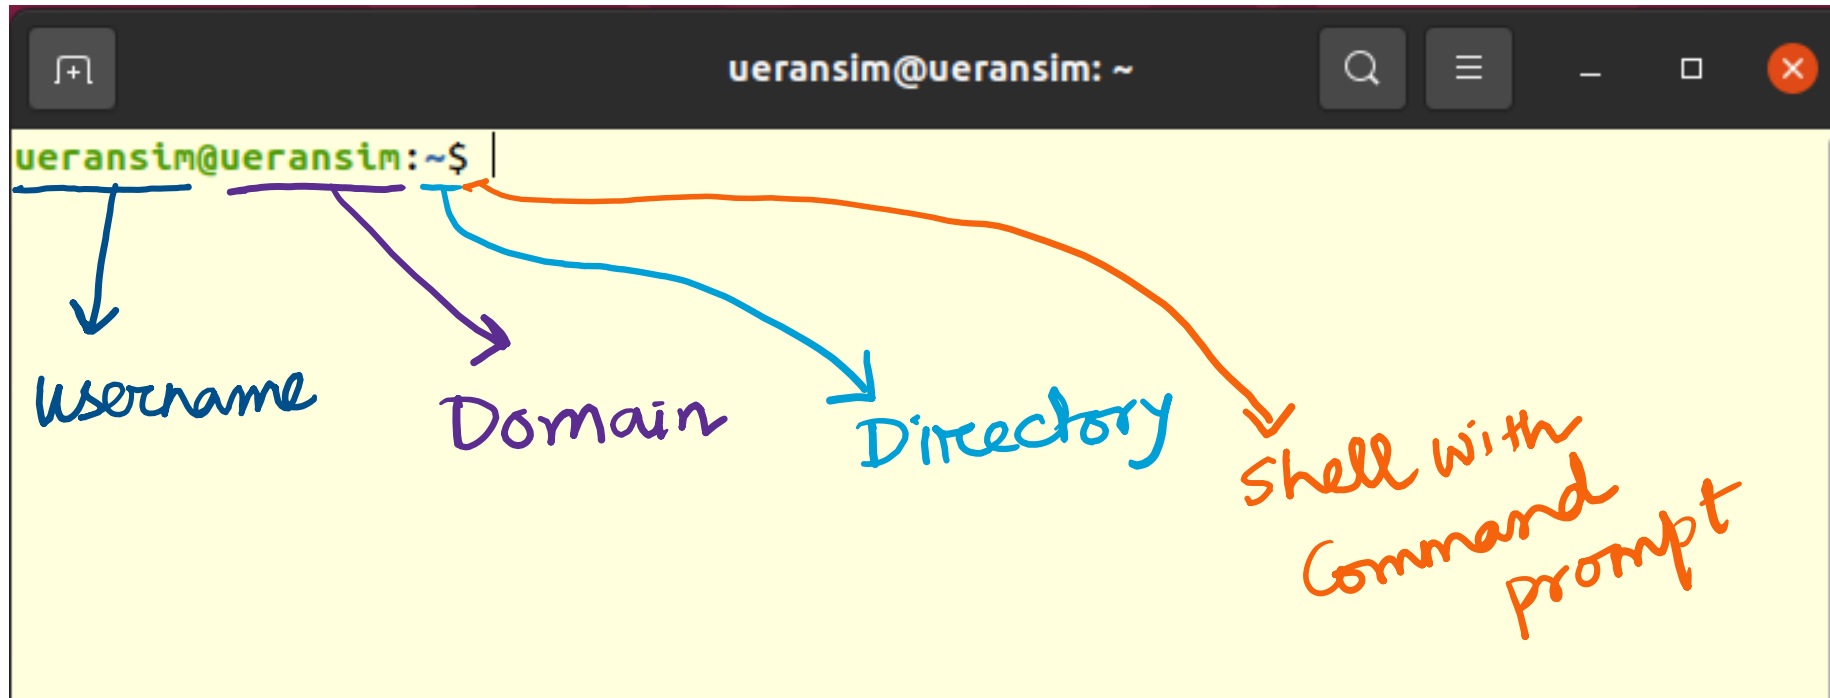 ueransim@ueransim: ~
ueransim@ueransim:~$
Username
Domain
Directory
Shell with
Command
prompt